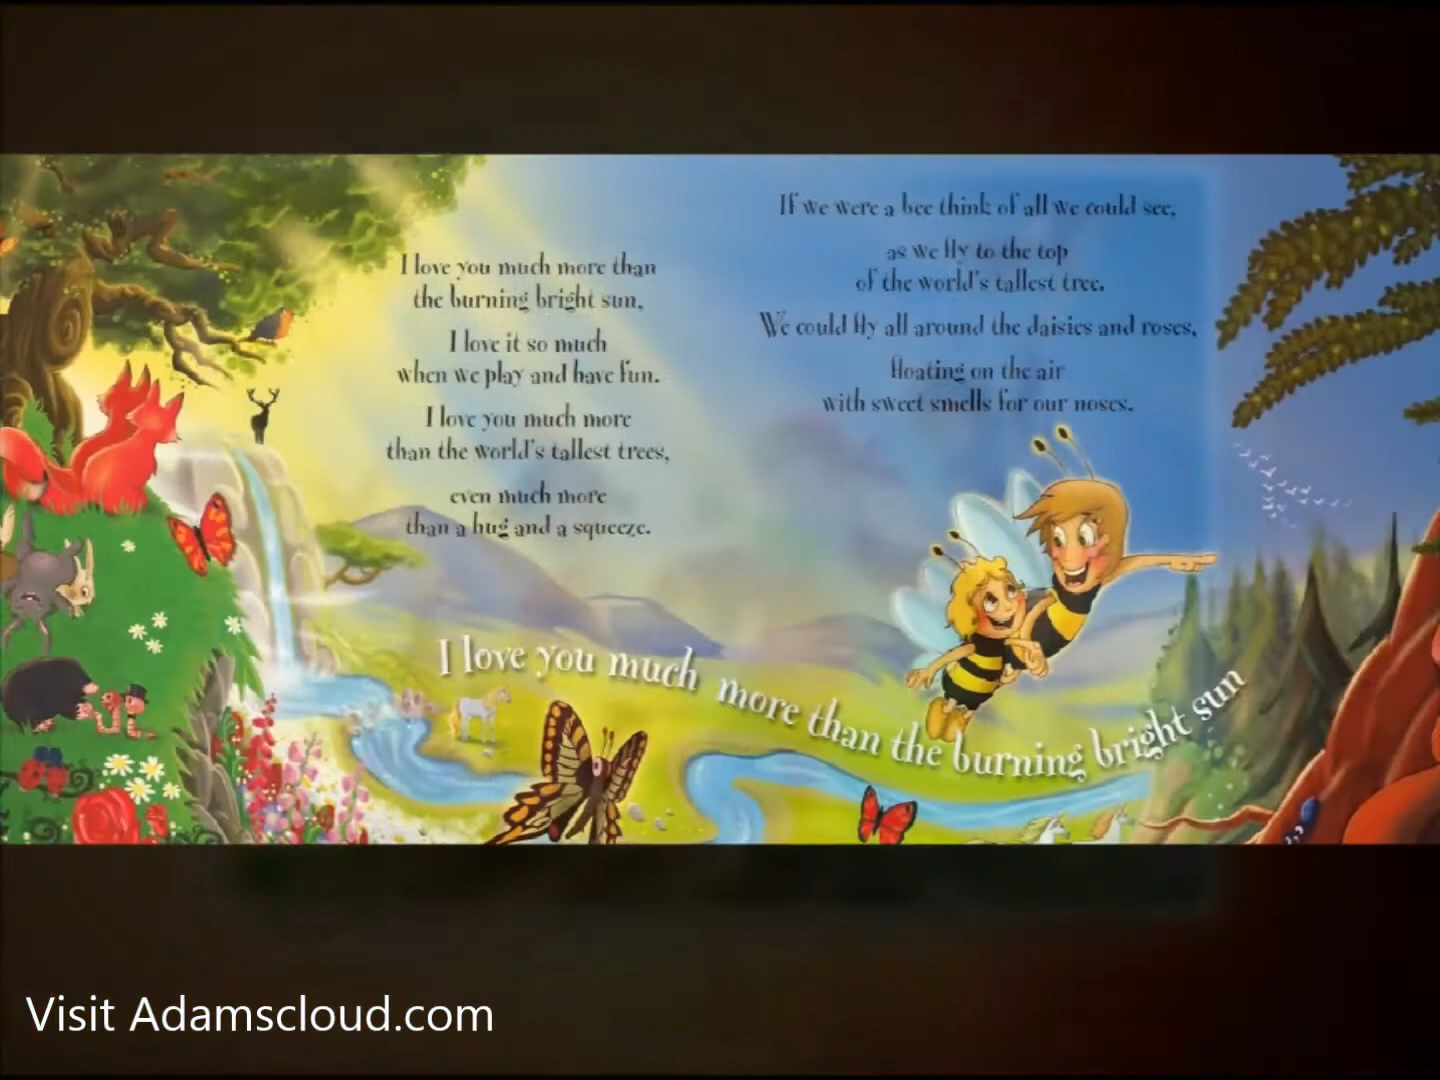 I love you much more than
the burning bright sun,
I love it so much
when we play and have fun.
I love you much more
than the world's tallest trees,
even much more
than a hug and a squeeze.
If we were a bee think of all we could see,
as we fly to the top
of the world's tallest tree.
We could fly all around the daisies and roses,
floating on the air
with sweet smells for our noses.
I love you much more than the burning bright sun
Visit Adamscloud.com